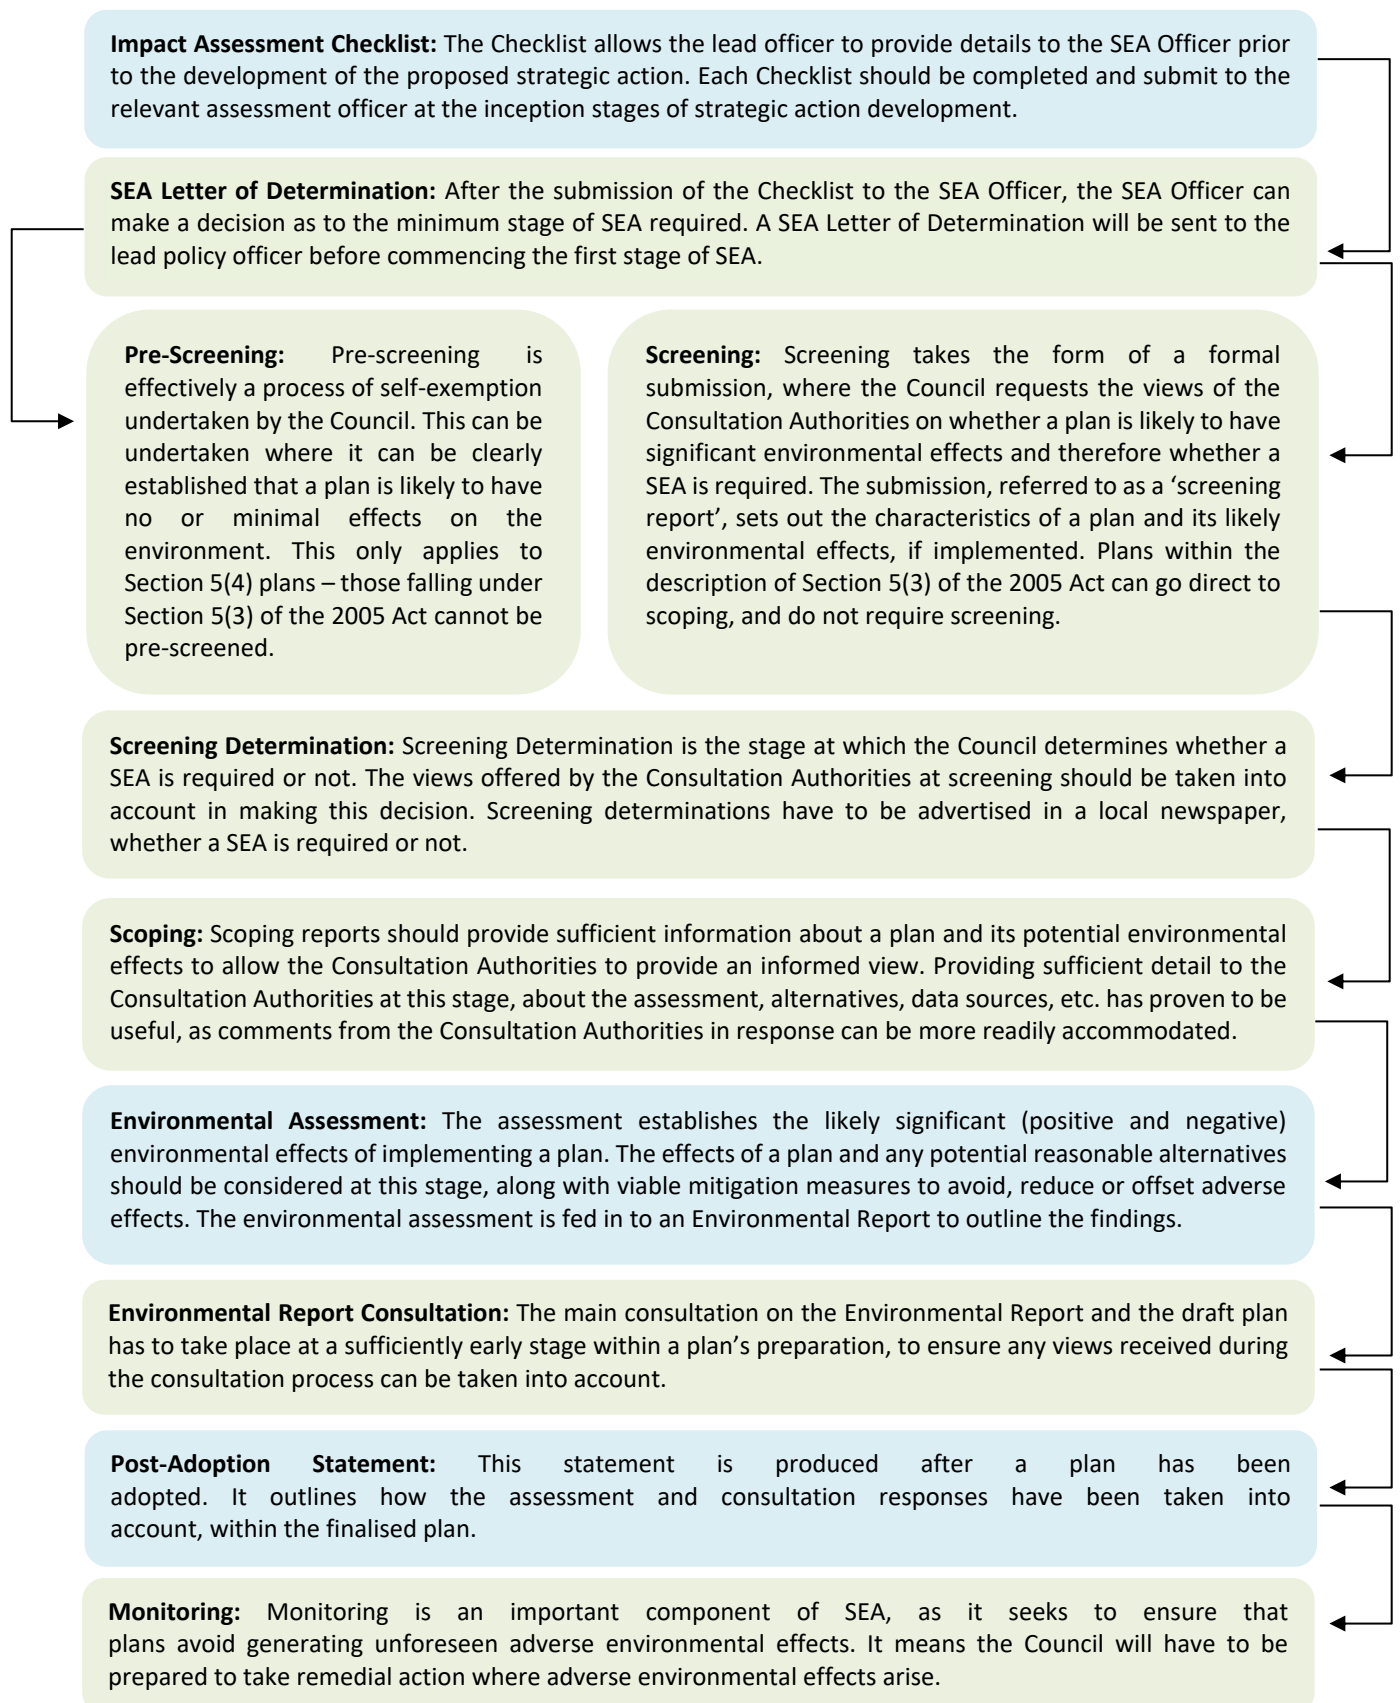 Impact Assessment Checklist: The Checklist allows the lead officer to provide details to the SEA Officer prior
to the development of the proposed strategic action. Each Checklist should be completed and submit to the
relevant assessment officer at the inception stages of strategic action development.
SEA Letter of Determination: After the submission of the Checklist to the SEA Officer, the SEA Officer can
make a decision as to the minimum stage of SEA required. A SEA Letter of Determination will be sent to the
lead policy officer before commencing the first stage of SEA.
Pre-Screening: Pre-screening is
effectively a process of self-exemption
undertaken by the Council. This can be
undertaken where it can be clearly
established that a plan is likely to have
no or minimal effects on the
environment. This only applies to
Section 5(4) plans – those falling under
Section 5(3) of the 2005 Act cannot be
pre-screened.
Screening: Screening takes the form of a formal
submission, where the Council requests the views of the
Consultation Authorities on whether a plan is likely to have
significant environmental effects and therefore whether a
SEA is required. The submission, referred to as a ‘screening
report’, sets out the characteristics of a plan and its likely
environmental effects, if implemented. Plans within the
description of Section 5(3) of the 2005 Act can go direct to
scoping, and do not require screening.
Screening Determination: Screening Determination is the stage at which the Council determines whether a
SEA is required or not. The views offered by the Consultation Authorities at screening should be taken into
account in making this decision. Screening determinations have to be advertised in a local newspaper,
whether a SEA is required or not.
Scoping: Scoping reports should provide sufficient information about a plan and its potential environmental
effects to allow the Consultation Authorities to provide an informed view. Providing sufficient detail to the
Consultation Authorities at this stage, about the assessment, alternatives, data sources, etc. has proven to be
useful, as comments from the Consultation Authorities in response can be more readily accommodated.
Environmental Assessment: The assessment establishes the likely significant (positive and negative)
environmental effects of implementing a plan. The effects of a plan and any potential reasonable alternatives
should be considered at this stage, along with viable mitigation measures to avoid, reduce or offset adverse
effects. The environmental assessment is fed in to an Environmental Report to outline the findings.
Environmental Report Consultation: The main consultation on the Environmental Report and the draft plan
has to take place at a sufficiently early stage within a plan’s preparation, to ensure any views received during
the consultation process can be taken into account.
Post-Adoption Statement: This statement is produced after a plan has been
adopted. It outlines how the assessment and consultation responses have been taken into
account, within the finalised plan.
Monitoring: Monitoring is an important component of SEA, as it seeks to ensure that
plans avoid generating unforeseen adverse environmental effects. It means the Council will have to be
prepared to take remedial action where adverse environmental effects arise.